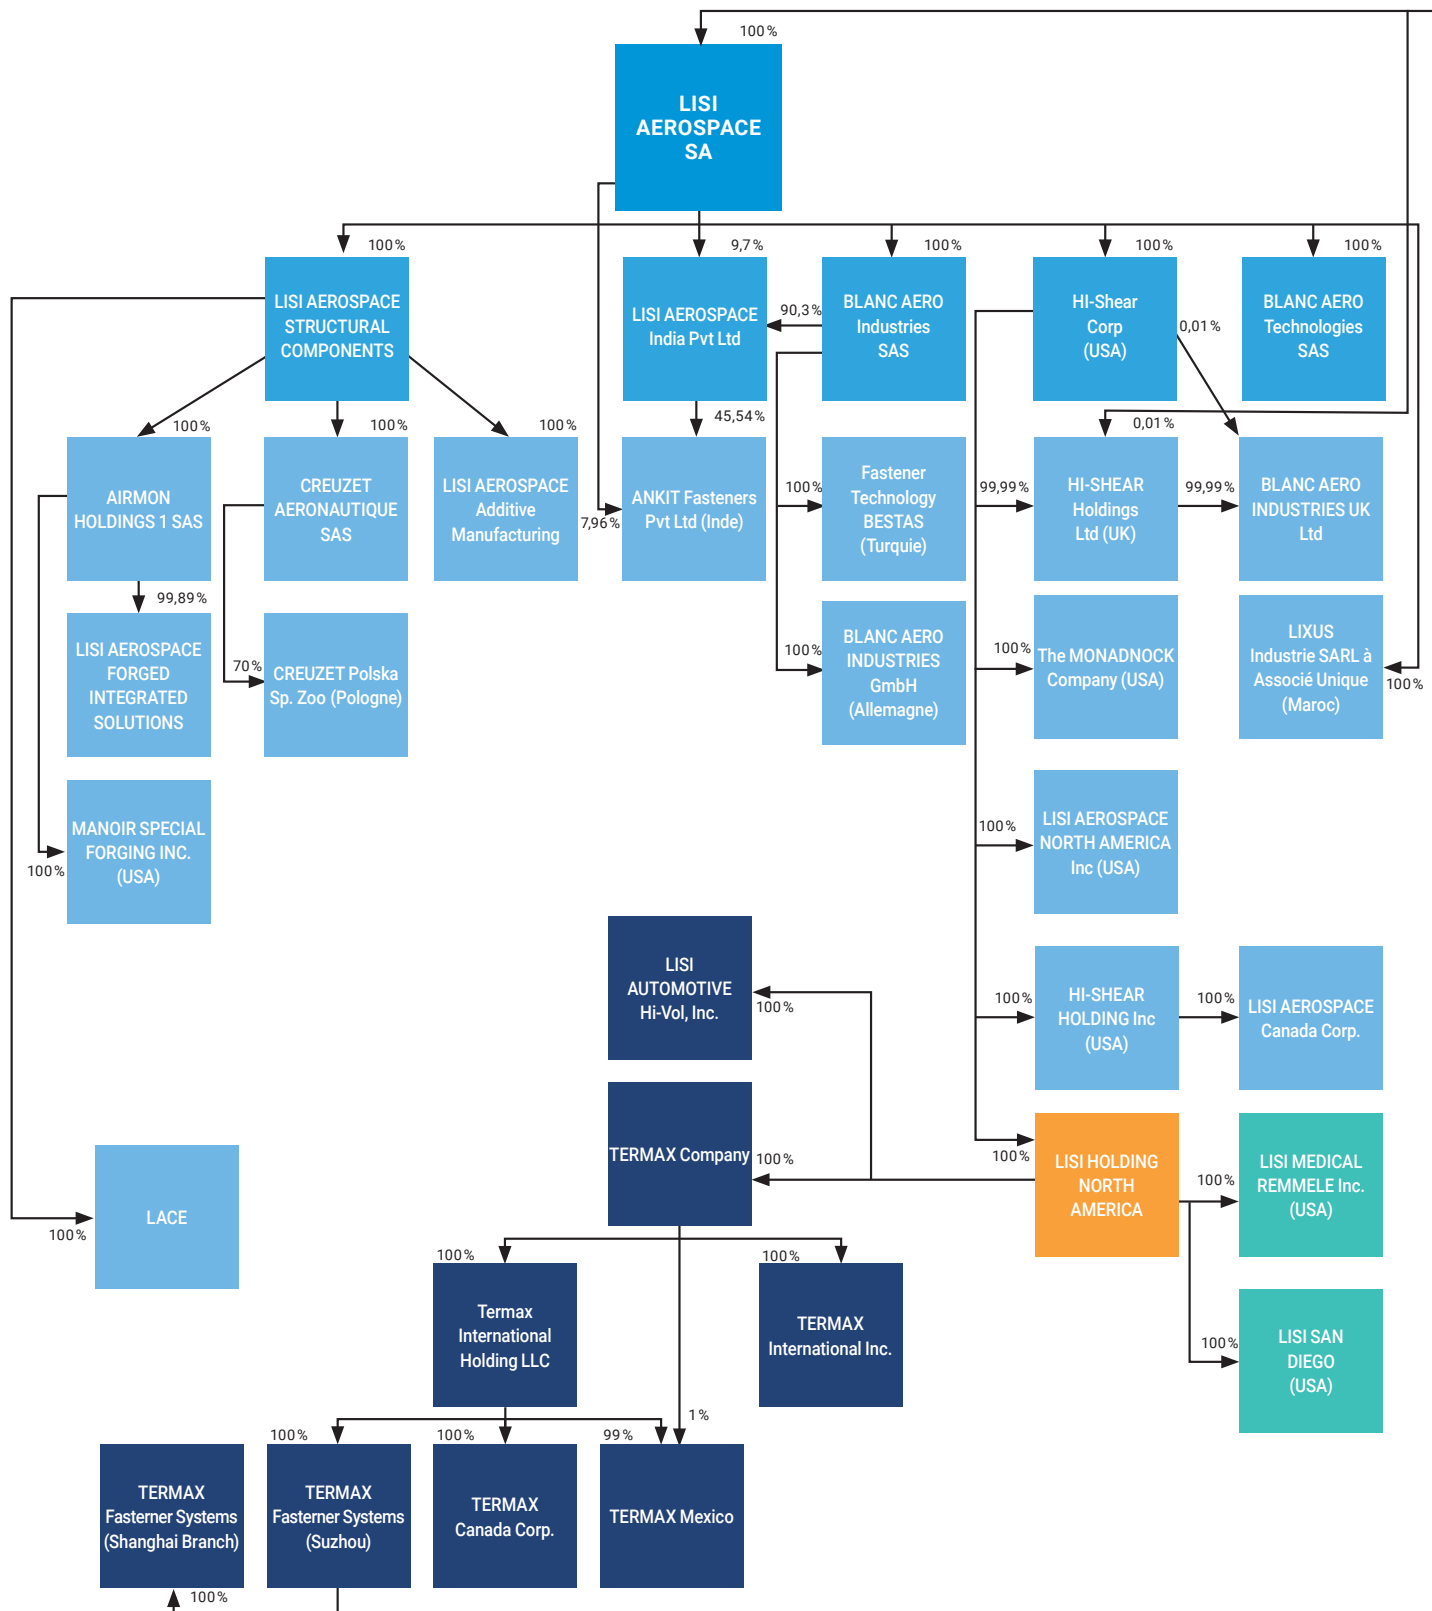 100 %
LISI
AEROSPACE
SA
100 %
9,7 %
100 %
100 %
100 %
LISI AEROSPACE
STRUCTURAL
COMPONENTS
LISI AEROSPACE
India Pvt Ltd
90,3%
BLANC AERO
Industries
SAS
HI-Shear
Corp
(USA)
0,01 %
BLANC AERO
Technologies
SAS
100 %
100 %
100 %
45,54 %
0,01 %
AIRMON
HOLDINGS 1 SAS
CREUZET
AERONAUTIQUE
SAS
LISI AEROSPACE
Additive
Manufacturing
7,96 %
ANKIT Fasteners
Pvt Ltd (Inde)
100 %
Fastener
Technology
BESTAS
(Turquie)
99,99 %
HI-SHEAR
Holdings
Ltd (UK)
99,99 %
BLANC AERO
INDUSTRIES UK
Ltd
99,89 %
LISI AEROSPACE
FORGED
INTEGRATED
SOLUTIONS
70 %
CREUZET Polska
Sp. Zoo (Pologne)
100 %
BLANC AERO
INDUSTRIES
GmbH
(Allemagne)
100 %
The MONADNOCK
Company (USA)
LIXUS
Industrie SARL à
Associé Unique
(Maroc)
100 %
MANOIR SPECIAL
FORGING INC.
(USA)
100 %
100 %
LISI AEROSPACE
NORTH AMERICA
Inc (USA)
LISI
AUTOMOTIVE
Hi-Vol, Inc.
100 %
100 %
HI-SHEAR
HOLDING Inc
(USA)
100 %
LISI AEROSPACE
Canada Corp.
TERMAX Company
100 %
100 %
LISI HOLDING
NORTH
AMERICA
100 %
LISI MEDICAL
REMMELE Inc.
(USA)
100 %
LACE
100 %
100 %
Termax
International
Holding LLC
TERMAX
International Inc.
100 %
LISI SAN
DIEGO
(USA)
1 %
100 %
100 %
99 %
TERMAX
Fasterner Systems
(Shanghai Branch)
TERMAX
Fasterner Systems
(Suzhou)
TERMAX
Canada Corp.
TERMAX Mexico
100 %